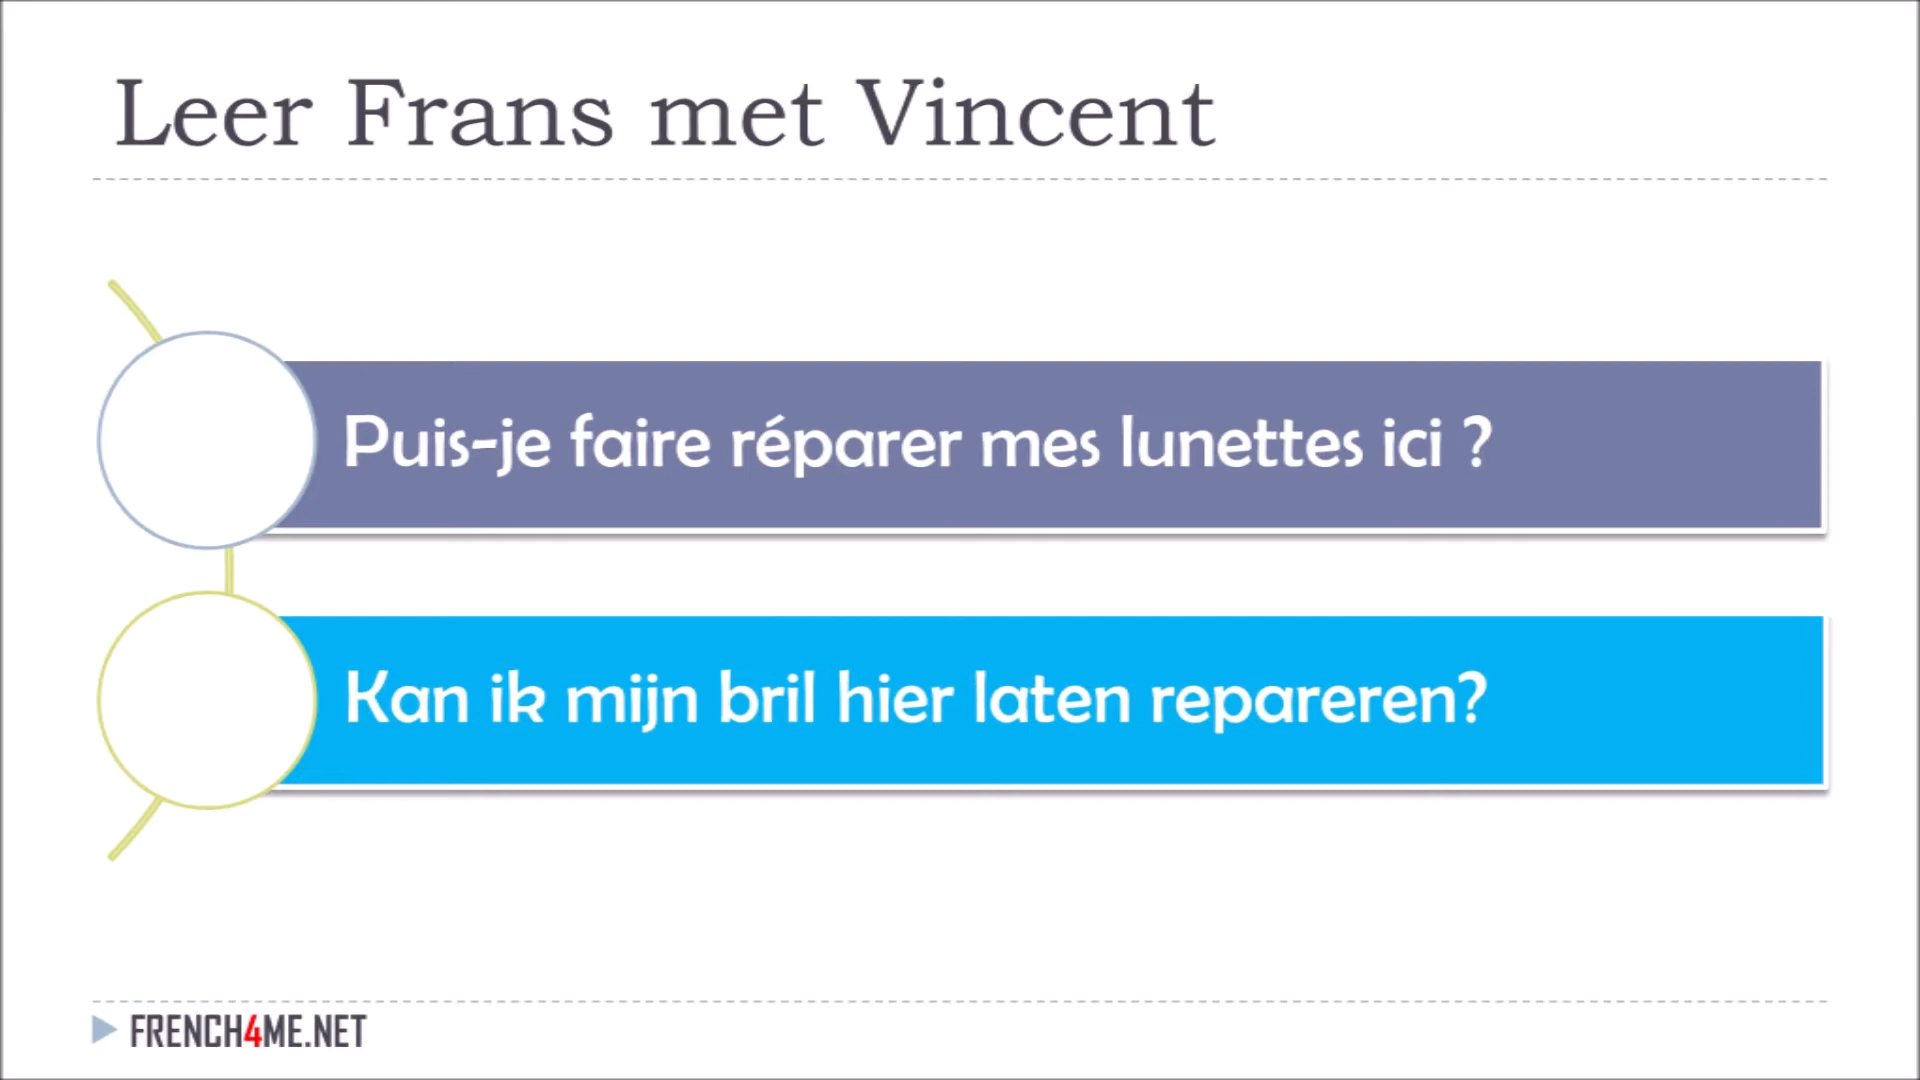 Leer Frans met Vincent
Puis-je faire réparer mes lunettes ici ?
Kan ik mijn bril hier laten repareren?
FRENCH4ME.NET